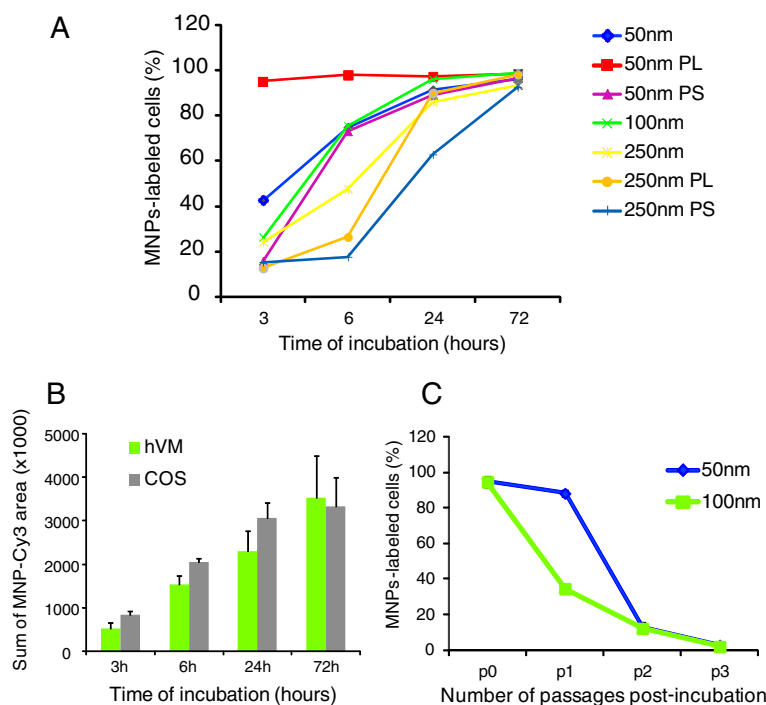 A
MNPs-labeled cells (%)
120
100
80
60
40
20
0
3
6
24
72
Time of incubation (hours)
50nm
50nm PL
50nm PS
100nm
250nm
250nm PL
250nm PS
B
Sum of MNP-Cy3 area (x1000)
5000
4000
3000
2000
1000
0
hVM
COS
3h
6h
24h
72h
Time of incubation (hours)
C
MNPs-labeled cells (%)
120
100
80
60
40
20
0
50nm
100nm
p0
p1
p2
p3
Number of passages post-incubation